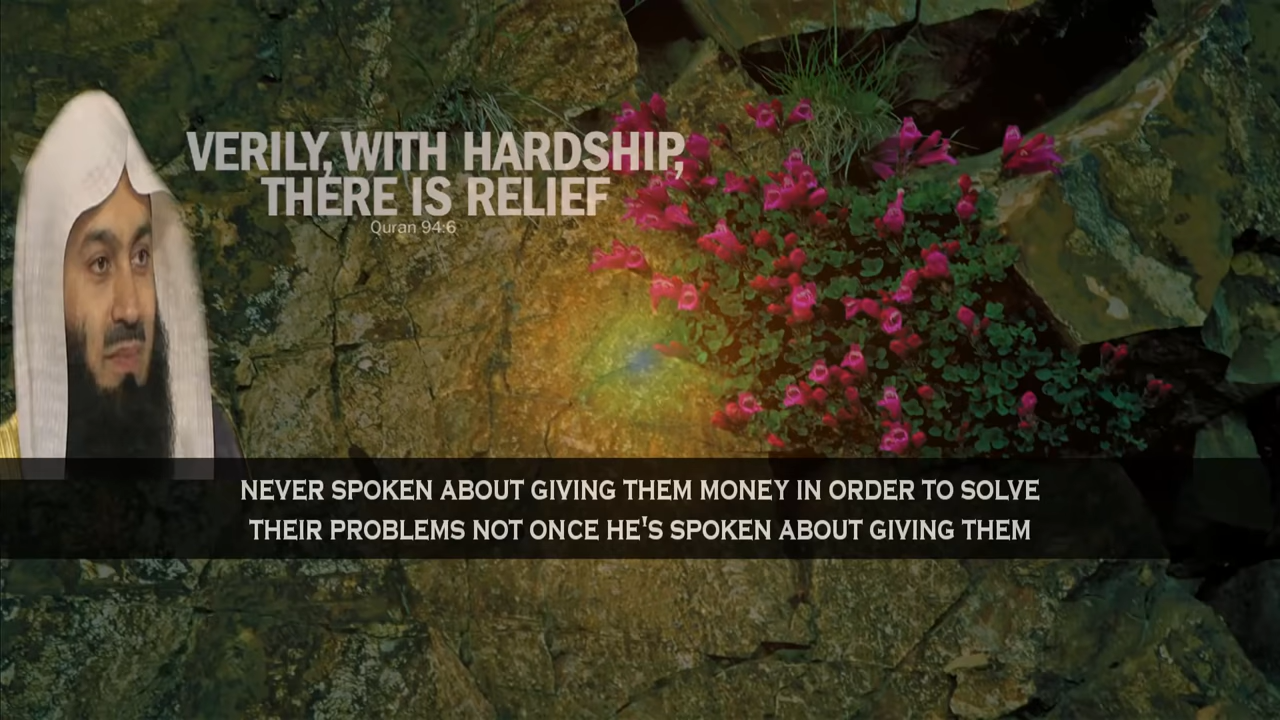 VERILY, WITH HARDSHIP,
THERE IS RELIEF
Quran 94:6
NEVER SPOKEN ABOUT GIVING THEM MONEY IN ORDER TO SOLVE
THEIR PROBLEMS NOT ONCE HE'S SPOKEN ABOUT GIVING THEM